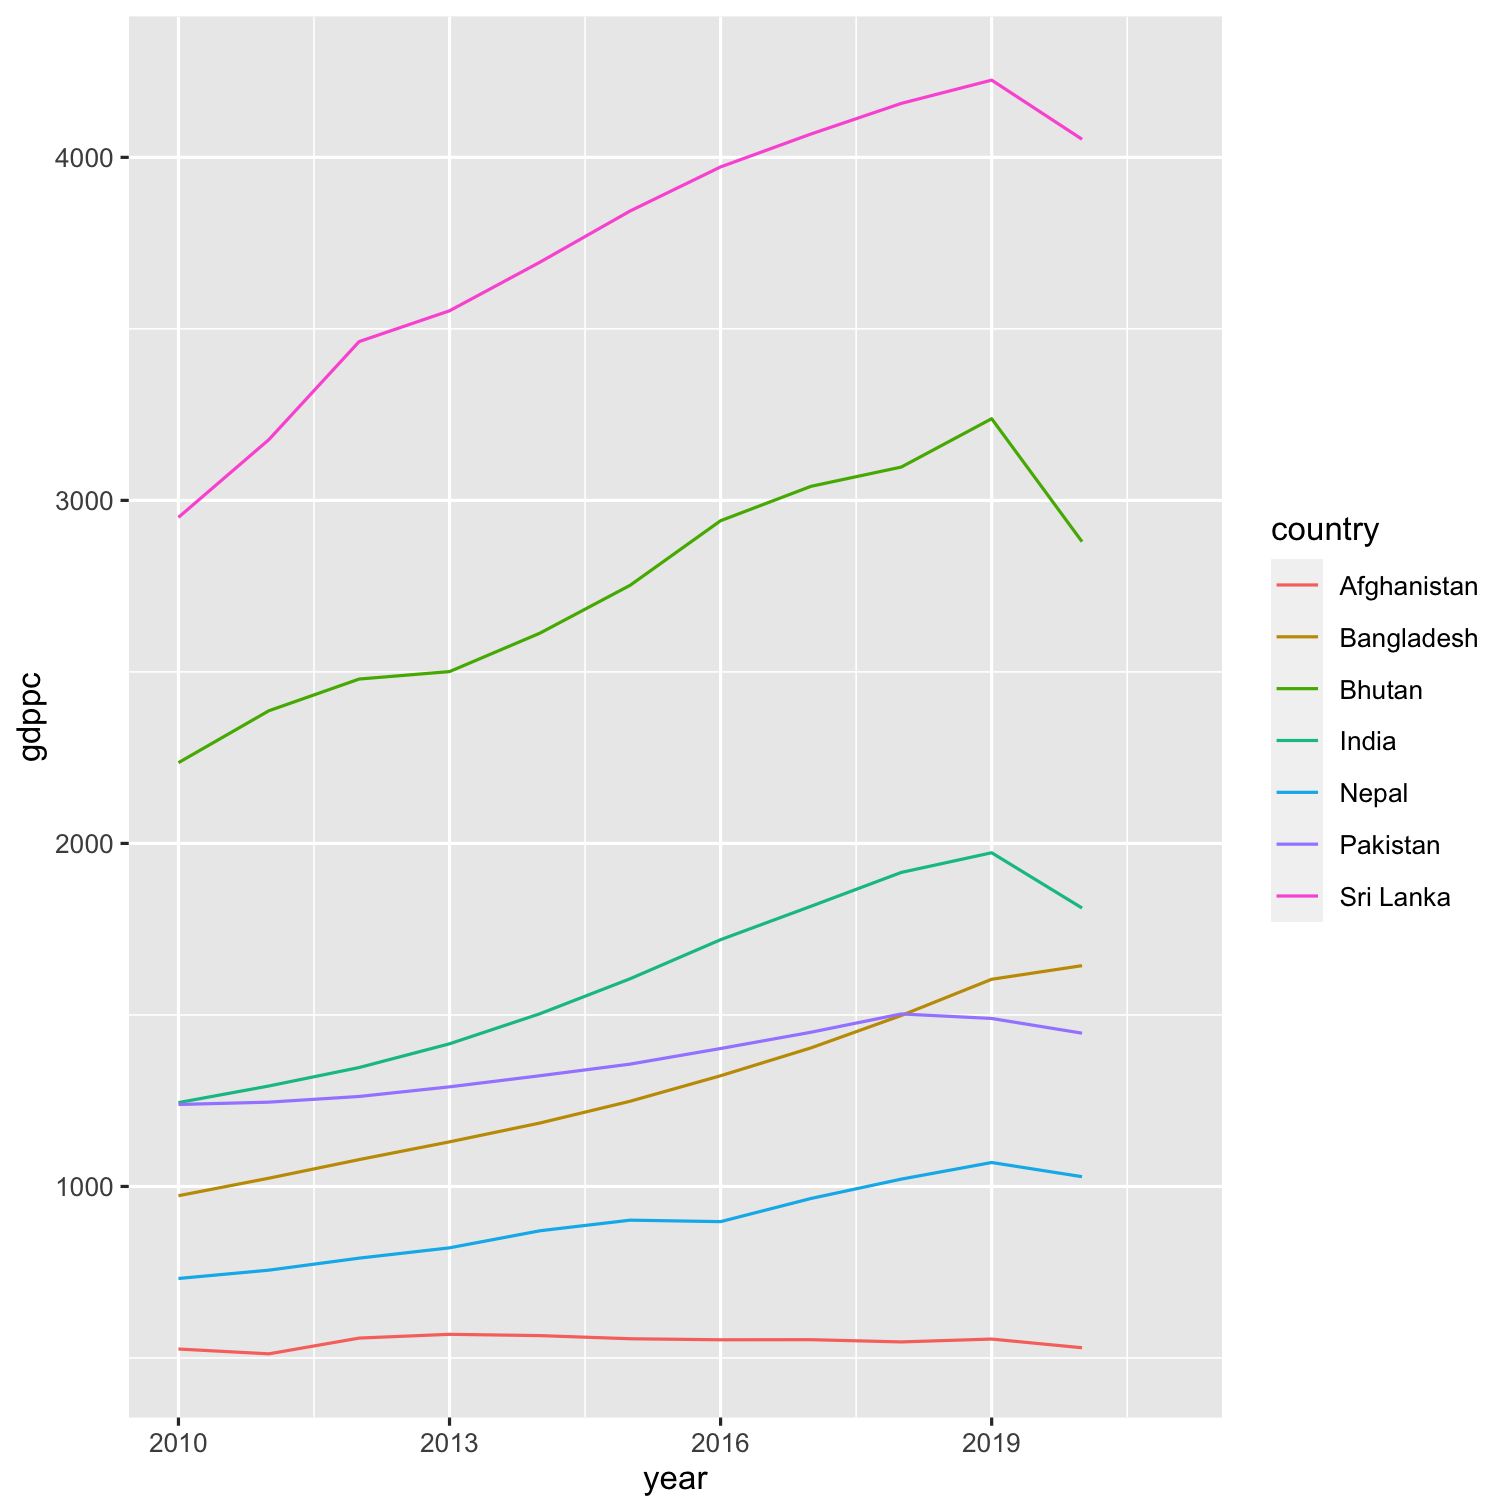 4000
3000
2000
1000
gdppc
2010 2013 2016 2019
year
country
Afghanistan
Bangladesh
Bhutan
India
Nepal
Pakistan
Sri Lanka